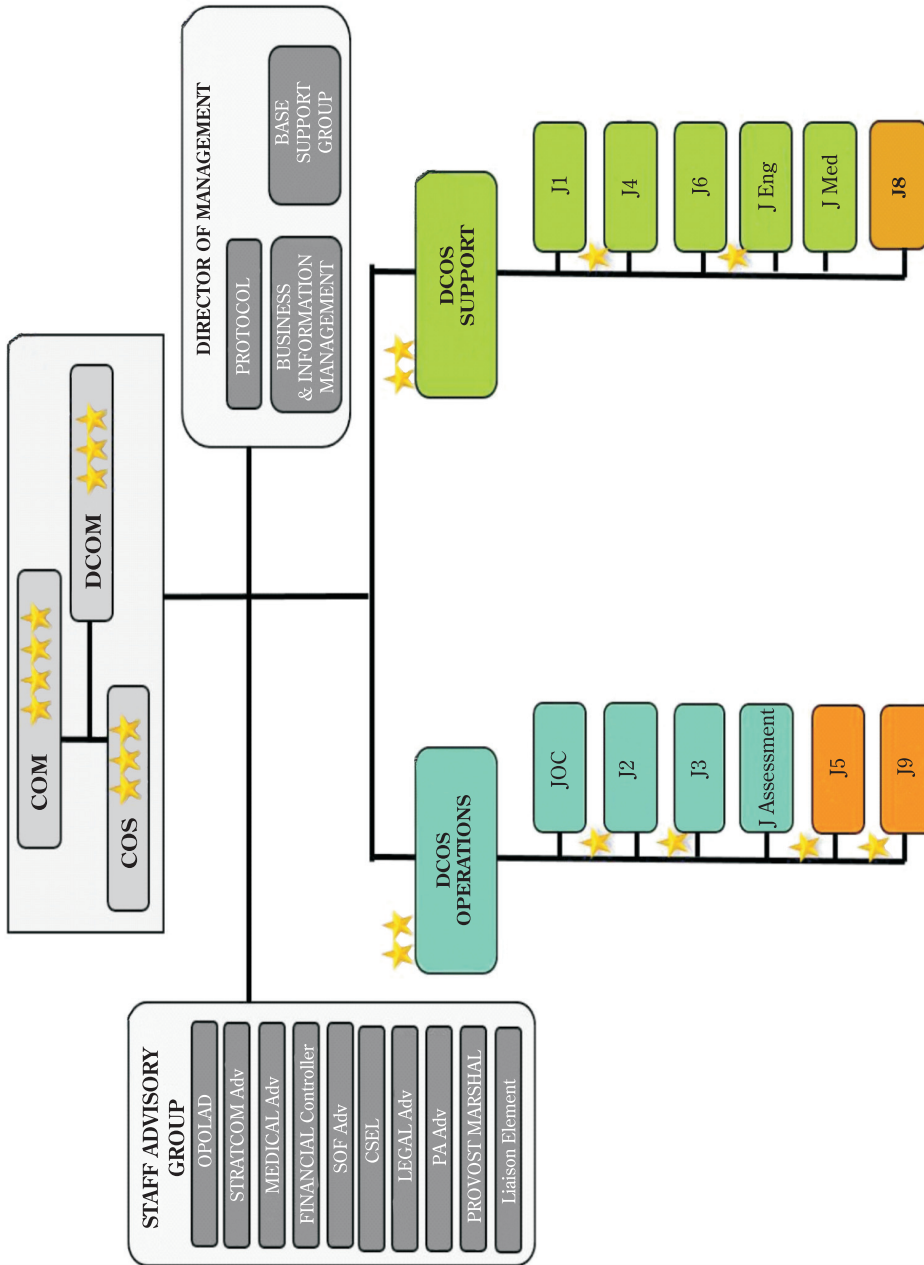 COM
DCOM
COS
STAFF ADVISORY
GROUP
OPOLAD
STRATCOM Adv
MEDICAL Adv
FINANCIAL Controller
SOF Adv
CSEL
LEGAL Adv
PA Adv
PROVOST MARSHAL
Liaison Element
DIRECTOR OF MANAGEMENT
PROTOCOL
BUSINESS
& INFORMATION
MANAGEMENT
BASE
SUPPORT
GROUP
DCOS
OPERATIONS
JOC
J2
J3
J Assessment
J5
J9
DCOS
SUPPORT
J1
J4
J6
J Eng
J Med
J8